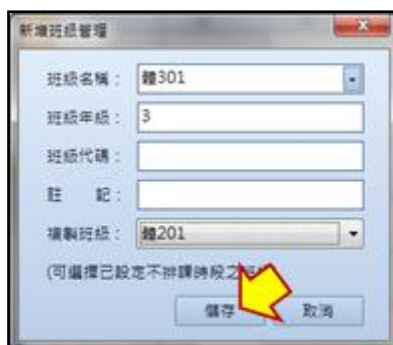 新增班級管理
班級名稱： 體301
班級年級： 3
班級代碼：
註 記：
複製班級： 體201
(可選擇已設定不排課時段之
儲存 取消